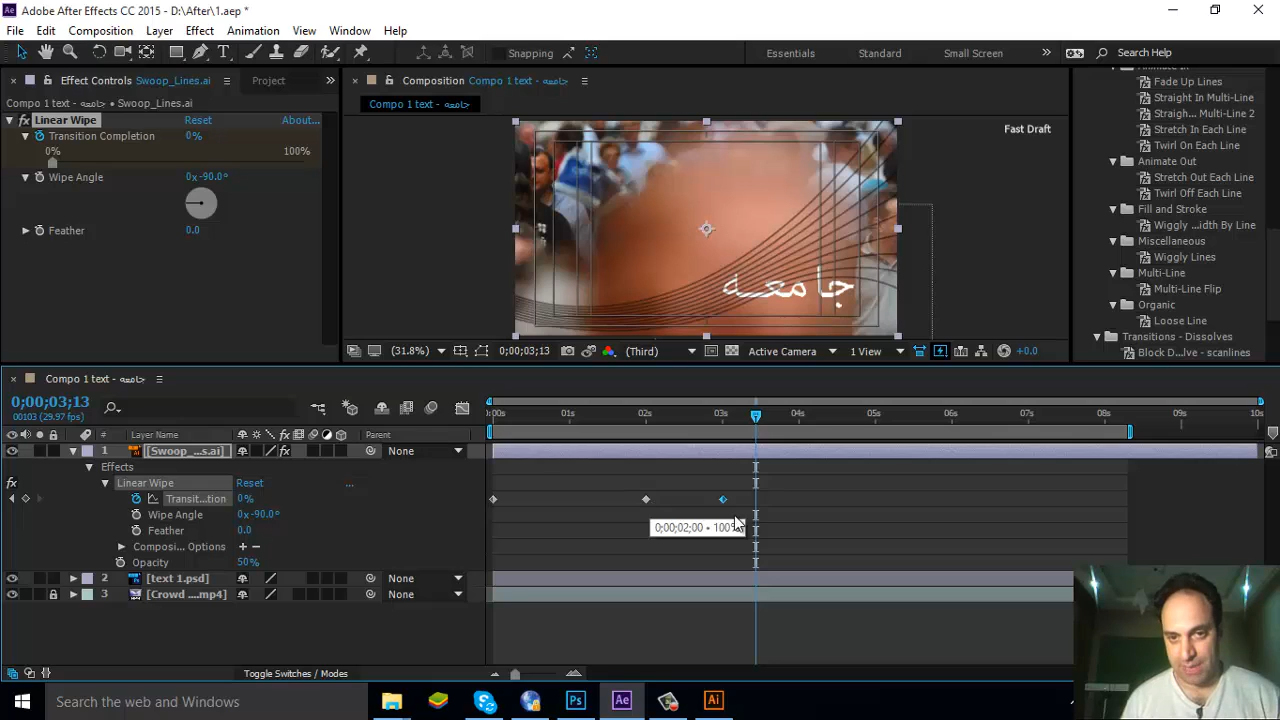 Adobe After Effects CC 2015 - D:\After\1.aep *
File Edit Composition Layer Effect Animation View Window Help
Snapping Essentials Standard Small Screen Search Help
Effect Controls Swoop_Lines.ai Project
Compo 1 text - جامعه • Swoop_Lines.ai
Linear Wipe Reset About...
Transition Completion 0%
0% 100%
Wipe Angle 0x-90.0°
Feather 0.0
Composition Compo 1 text - جامعه
Compo 1 text - جامعه
Fast Draft
جامعه
(31.8%) 0;00;03;13 (Third) Active Camera 1 View +0.0
Fade Up Lines
Straight In Multi-Line
Straigh... Multi-Line 2
Stretch In Each Line
Twirl On Each Line
Animate Out
Stretch Out Each Line
Twirl Off Each Line
Fill and Stroke
Wiggly ...idth By Line
Miscellaneous
Wiggly Lines
Multi-Line
Multi-Line Flip
Organic
Loose Line
Transitions - Dissolves
Block D...lve - scanlines
Compo 1 text - جامعه
0;00;03;13
00103 (29.97 fps)
:00s 01s 02s 03s 04s 05s 06s 07s 08s 09s 10s
# Layer Name Parent
1 [Swoop_...s.ai] None
Effects
Linear Wipe Reset ...
Transit...tion 0%
Wipe Angle 0x-90.0°
Feather 0.0
0;00;02;00 • 100%
Composi... Options + −
Opacity 50%
2 [text 1.psd] None
3 [Crowd ....mp4] None
Toggle Switches / Modes
Search the web and Windows